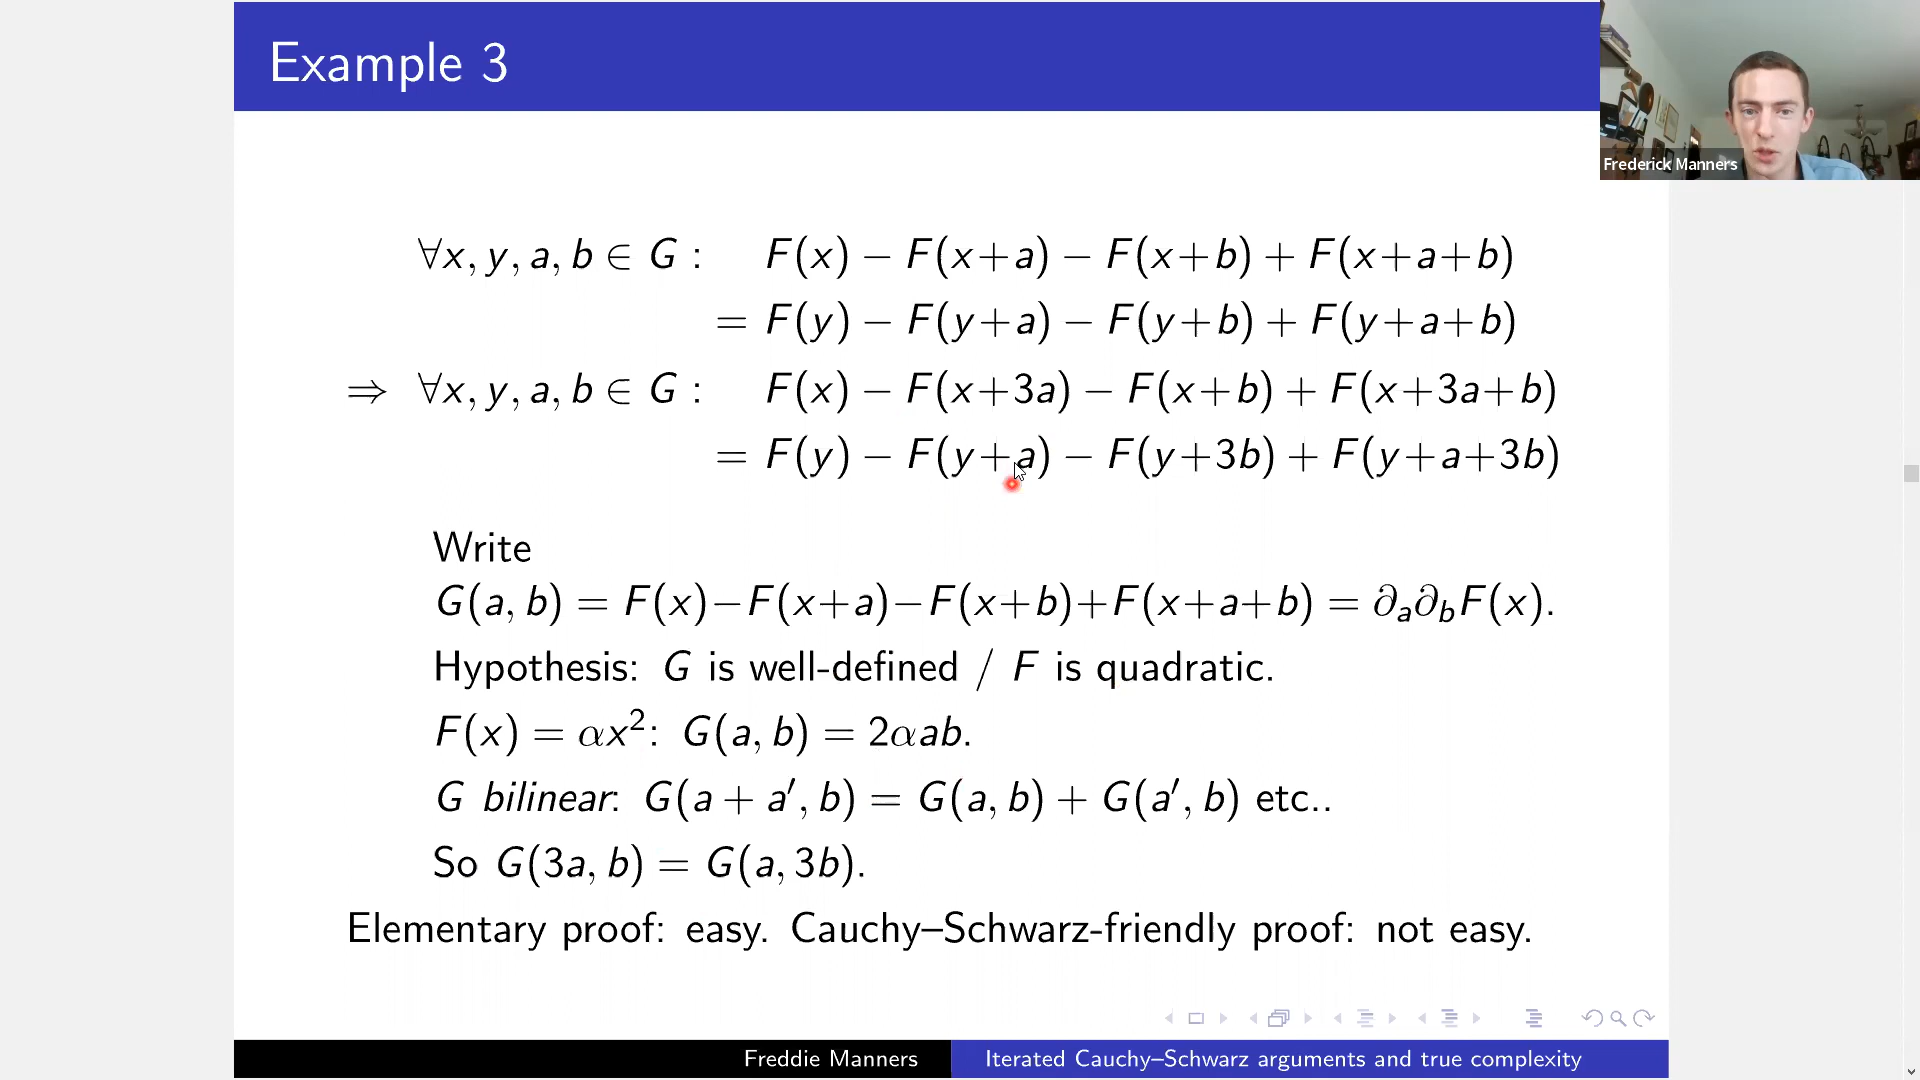 Example 3
Frederick Manners
∀x, y, a, b ∈ G : F(x) − F(x+a) − F(x+b) + F(x+a+b)
= F(y) − F(y+a) − F(y+b) + F(y+a+b)
⇒ ∀x, y, a, b ∈ G : F(x) − F(x+3a) − F(x+b) + F(x+3a+b)
= F(y) − F(y+a) − F(y+3b) + F(y+a+3b)
Write
G(a, b) = F(x)−F(x+a)−F(x+b)+F(x+a+b) = ∂ₐ∂_bF(x).
Hypothesis: G is well-defined / F is quadratic.
F(x) = αx²: G(a, b) = 2αab.
G bilinear: G(a + a′, b) = G(a, b) + G(a′, b) etc..
So G(3a, b) = G(a, 3b).
Elementary proof: easy. Cauchy–Schwarz-friendly proof: not easy.
Freddie Manners
Iterated Cauchy–Schwarz arguments and true complexity